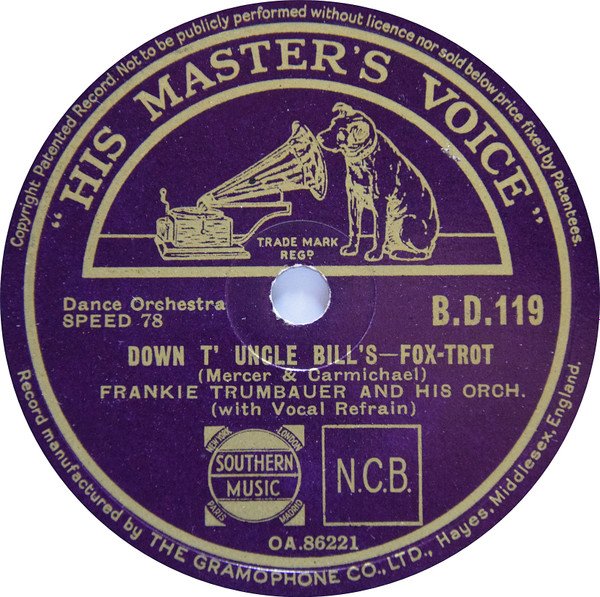 Copyright Patented Record. Not to be publicly performed without licence nor sold below price fixed by Patentees.
"HIS MASTER'S VOICE"
TRADE MARK
REGD
Dance Orchestra
SPEED 78
B.D.119
DOWN T' UNCLE BILL'S—FOX-TROT
(Mercer & Carmichael)
FRANKIE TRUMBAUER AND HIS ORCH.
(with Vocal Refrain)
NEW YORK
LONDON
SOUTHERN
MUSIC
PARIS
MADRID
N.C.B.
OA.86221
Record manufactured by THE GRAMOPHONE CO., LTD., Hayes, Middlesex, England.